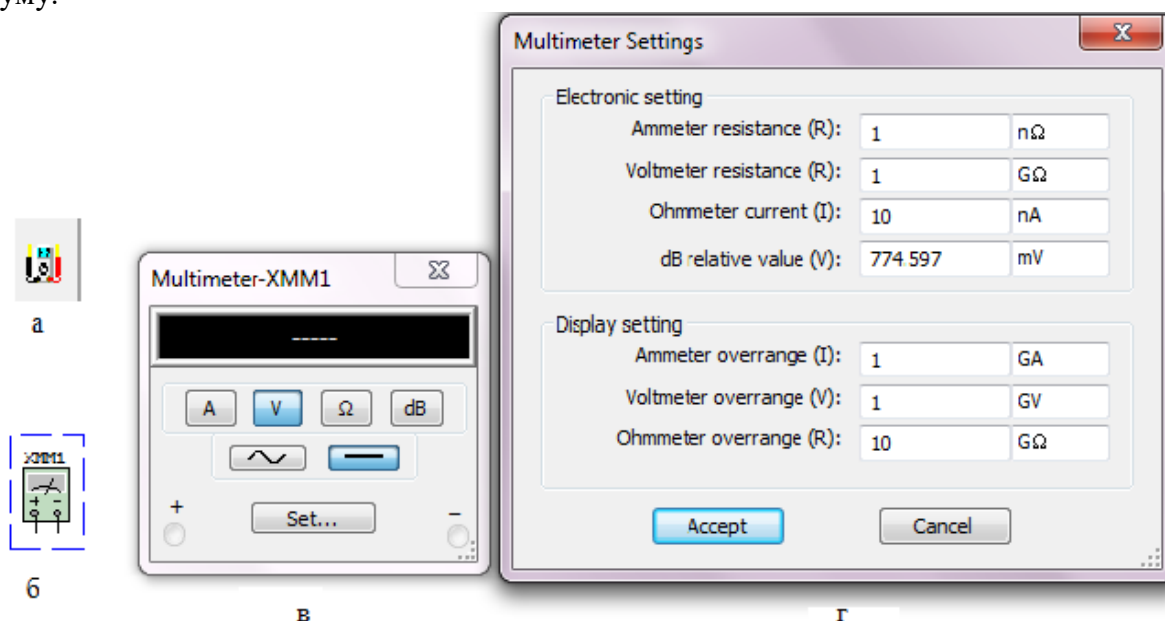 уму.
Multimeter Settings
Electronic setting
Ammeter resistance (R): 1 nΩ
Voltmeter resistance (R): 1 GΩ
Ohmmeter current (I): 10 nA
dB relative value (V): 774.597 mV
Display setting
Ammeter overrange (I): 1 GA
Voltmeter overrange (V): 1 GV
Ohmmeter overrange (R): 10 GΩ
Accept Cancel
а
Multimeter-XMM1
-----
A V Ω dB
+ Set... -
XMM1
+ -
б
в
г